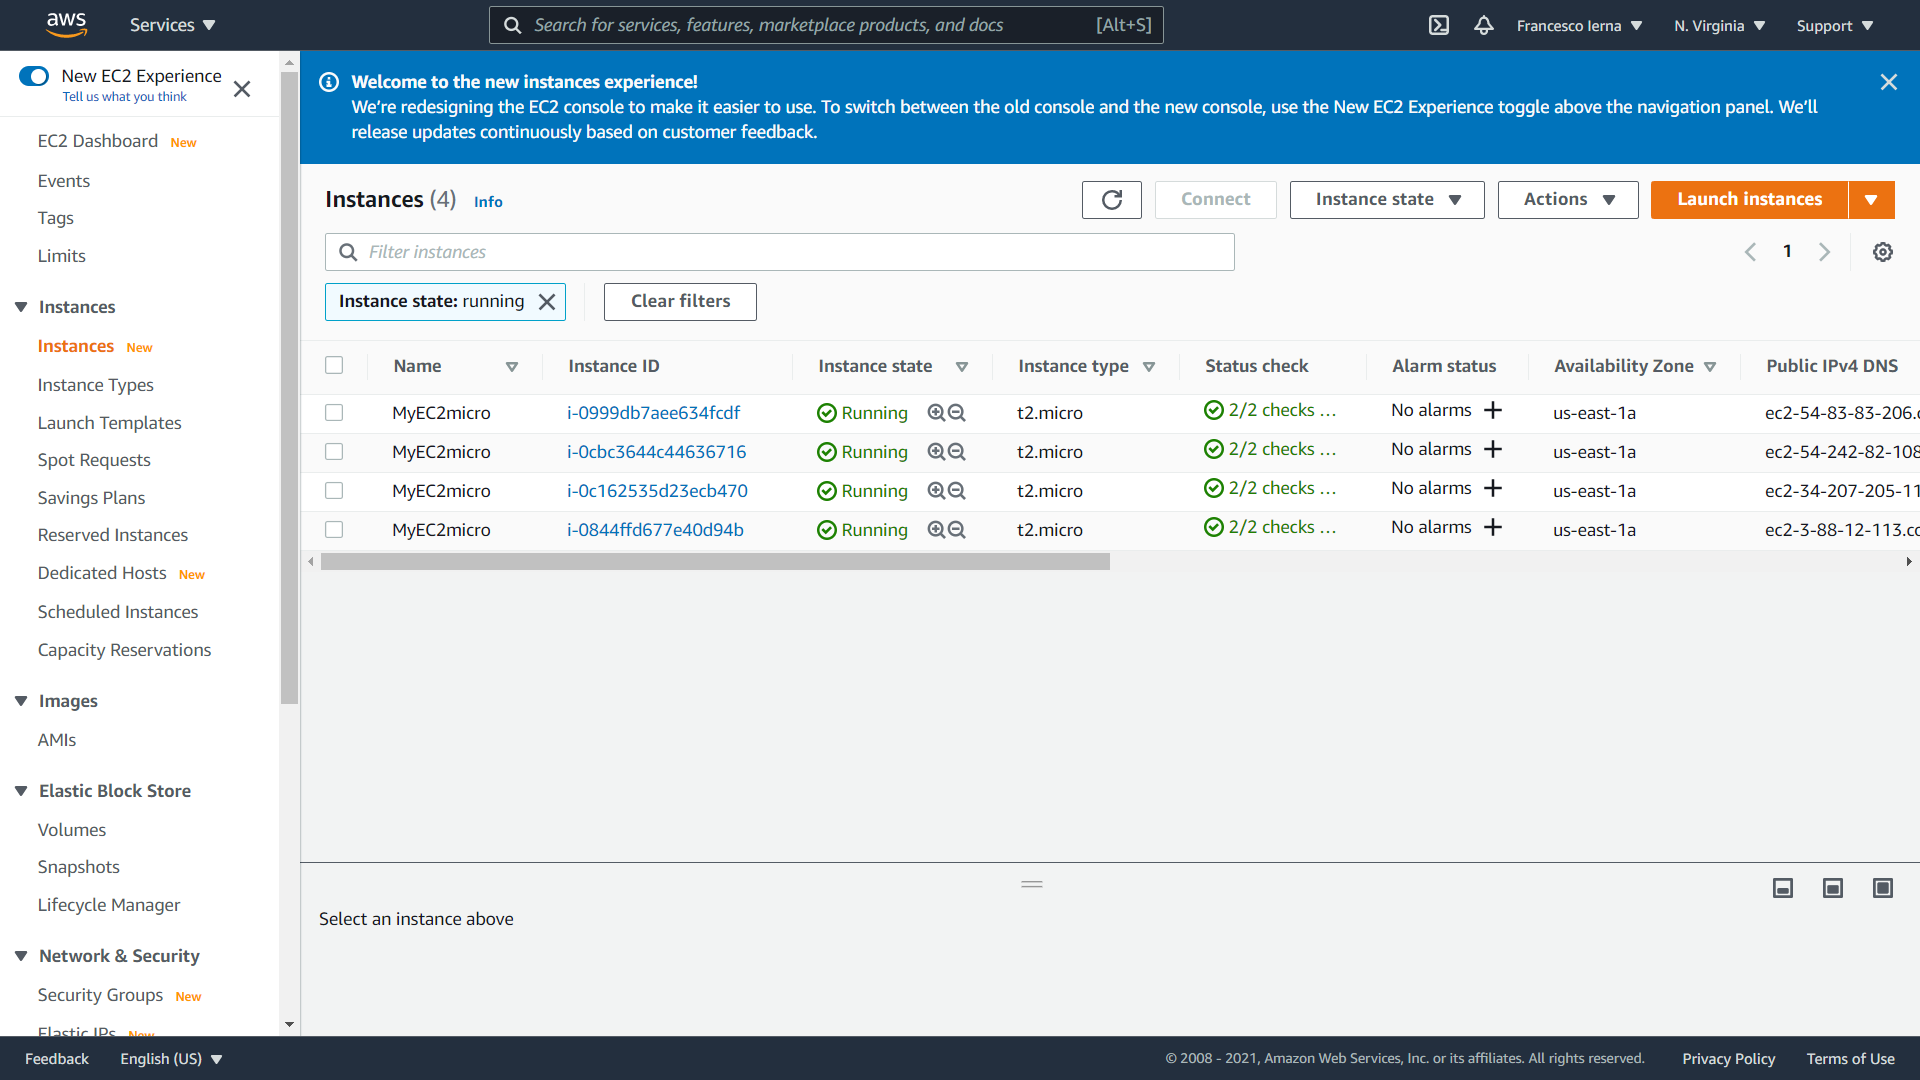 aws
Services
Search for services, features, marketplace products, and docs [Alt+S]
Francesco Ierna
N. Virginia
Support
New EC2 Experience
Tell us what you think
EC2 Dashboard New
Events
Tags
Limits
Instances
Instances New
Instance Types
Launch Templates
Spot Requests
Savings Plans
Reserved Instances
Dedicated Hosts New
Scheduled Instances
Capacity Reservations
Images
AMIs
Elastic Block Store
Volumes
Snapshots
Lifecycle Manager
Network & Security
Security Groups New
Elastic IPs New
Welcome to the new instances experience!
We're redesigning the EC2 console to make it easier to use. To switch between the old console and the new console, use the New EC2 Experience toggle above the navigation panel. We'll
release updates continuously based on customer feedback.
Instances (4) Info
Connect
Instance state
Actions
Launch instances
Filter instances
1
Instance state: running
Clear filters
Name Instance ID Instance state Instance type Status check Alarm status Availability Zone Public IPv4 DNS
MyEC2micro i-0999db7aee634fcdf Running t2.micro 2/2 checks ... No alarms us-east-1a ec2-54-83-83-206.c
MyEC2micro i-0cbc3644c44636716 Running t2.micro 2/2 checks ... No alarms us-east-1a ec2-54-242-82-108
MyEC2micro i-0c162535d23ecb470 Running t2.micro 2/2 checks ... No alarms us-east-1a ec2-34-207-205-11
MyEC2micro i-0844ffd677e40d94b Running t2.micro 2/2 checks ... No alarms us-east-1a ec2-3-88-12-113.cc
Select an instance above
Feedback
English (US)
© 2008 - 2021, Amazon Web Services, Inc. or its affiliates. All rights reserved.
Privacy Policy
Terms of Use